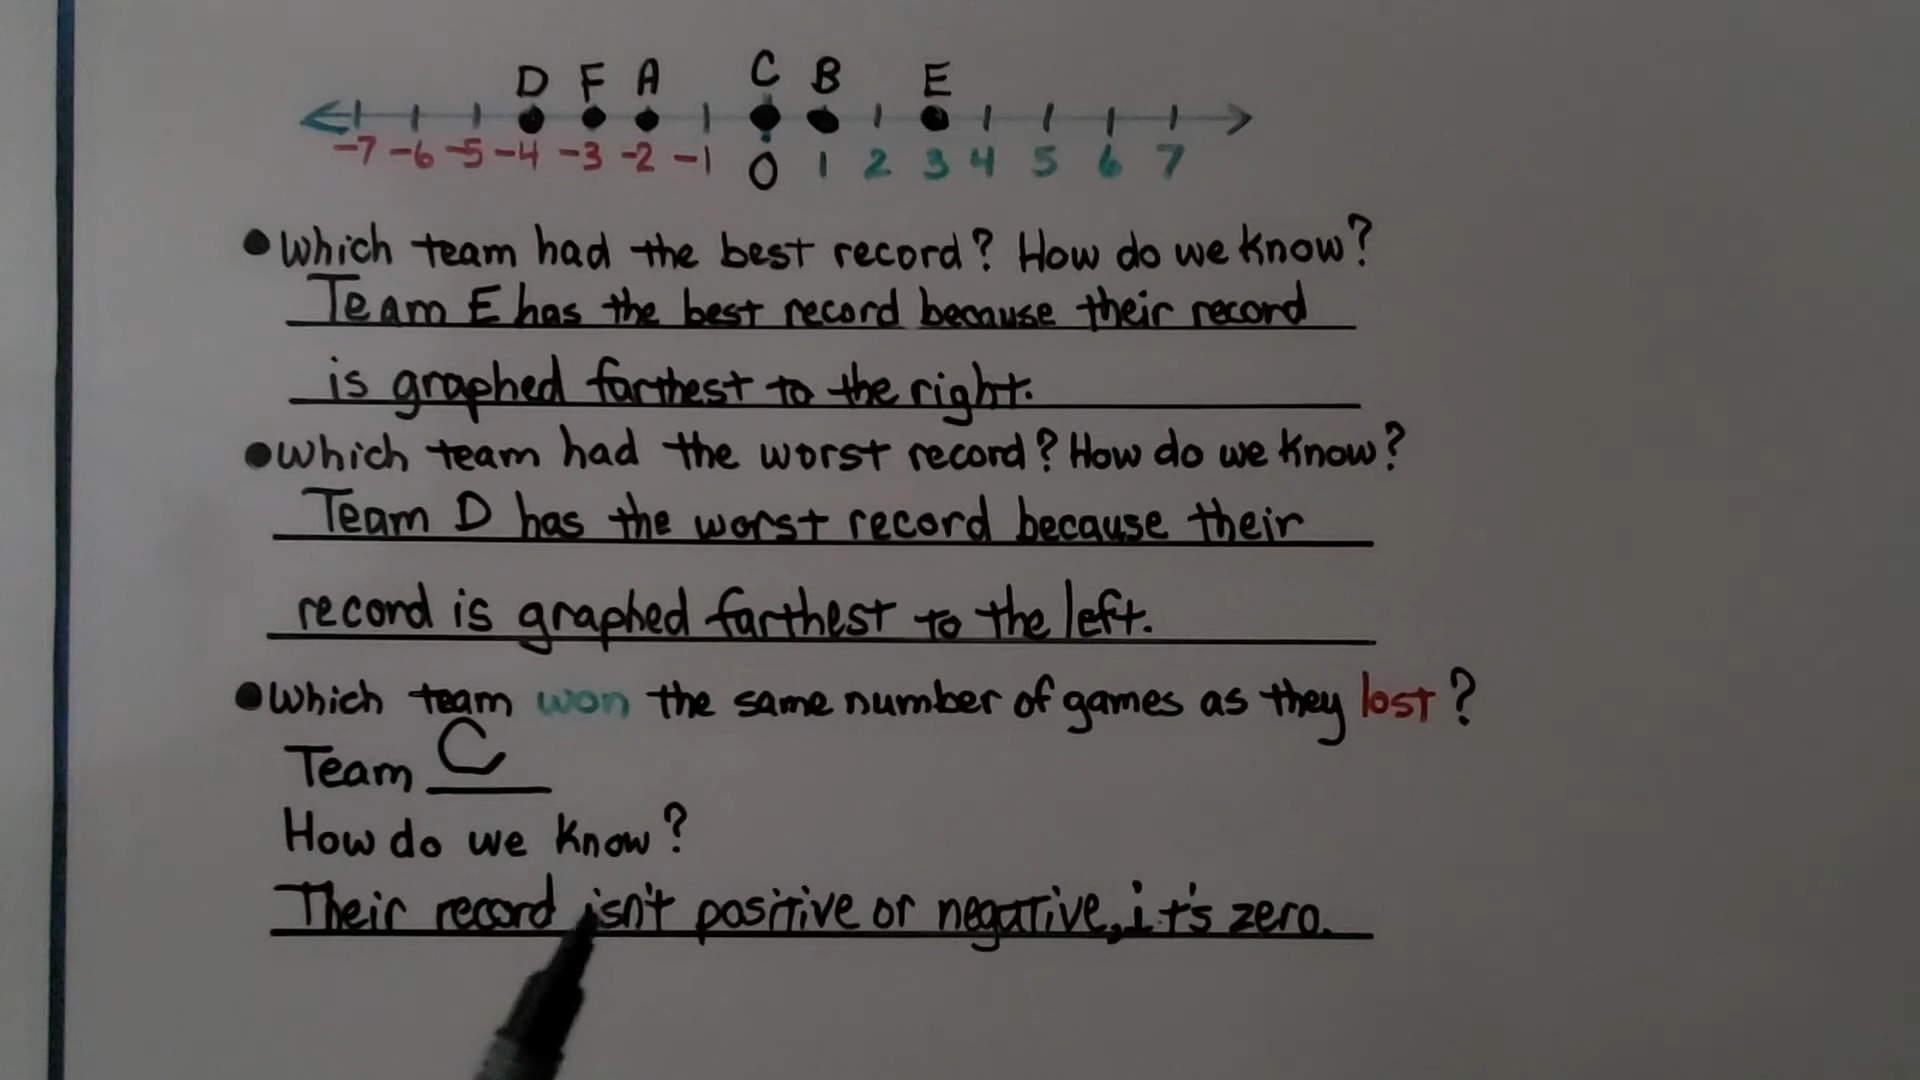 D F A C B E
-7 -6 -5 -4 -3 -2 -1 0 1 2 3 4 5 6 7
Which team had the best record? How do we know?
Team E has the best record because their record
is graphed farthest to the right.
Which team had the worst record? How do we know?
Team D has the worst record because their
record is graphed farthest to the left.
Which team won the same number of games as they lost?
Team C
How do we know?
Their record isn't positive or negative, it's zero.